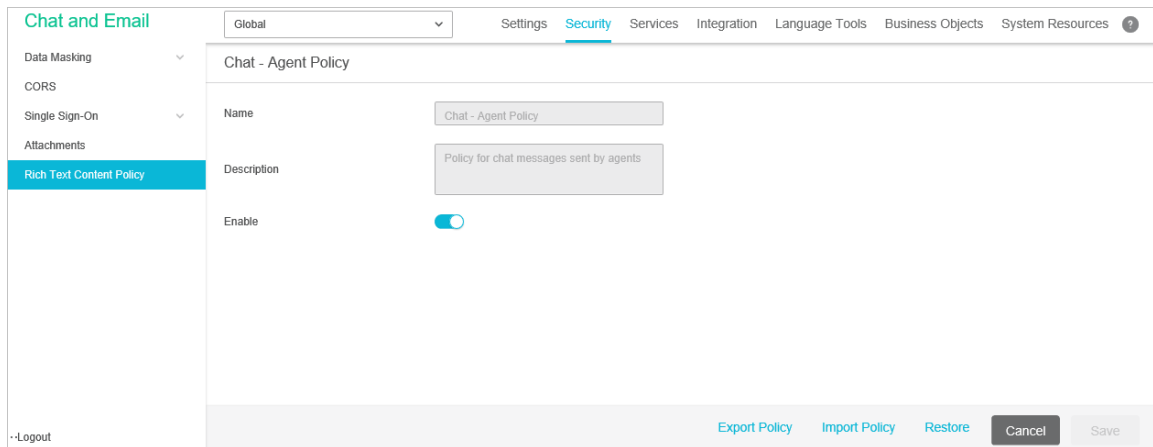 Chat and Email
Global
Settings Security Services Integration Language Tools Business Objects System Resources ?
Data Masking
CORS
Single Sign-On
Attachments
Rich Text Content Policy
Chat - Agent Policy
Name
Chat - Agent Policy
Description
Policy for chat messages sent by agents
Enable
Export Policy Import Policy Restore Cancel Save
Logout